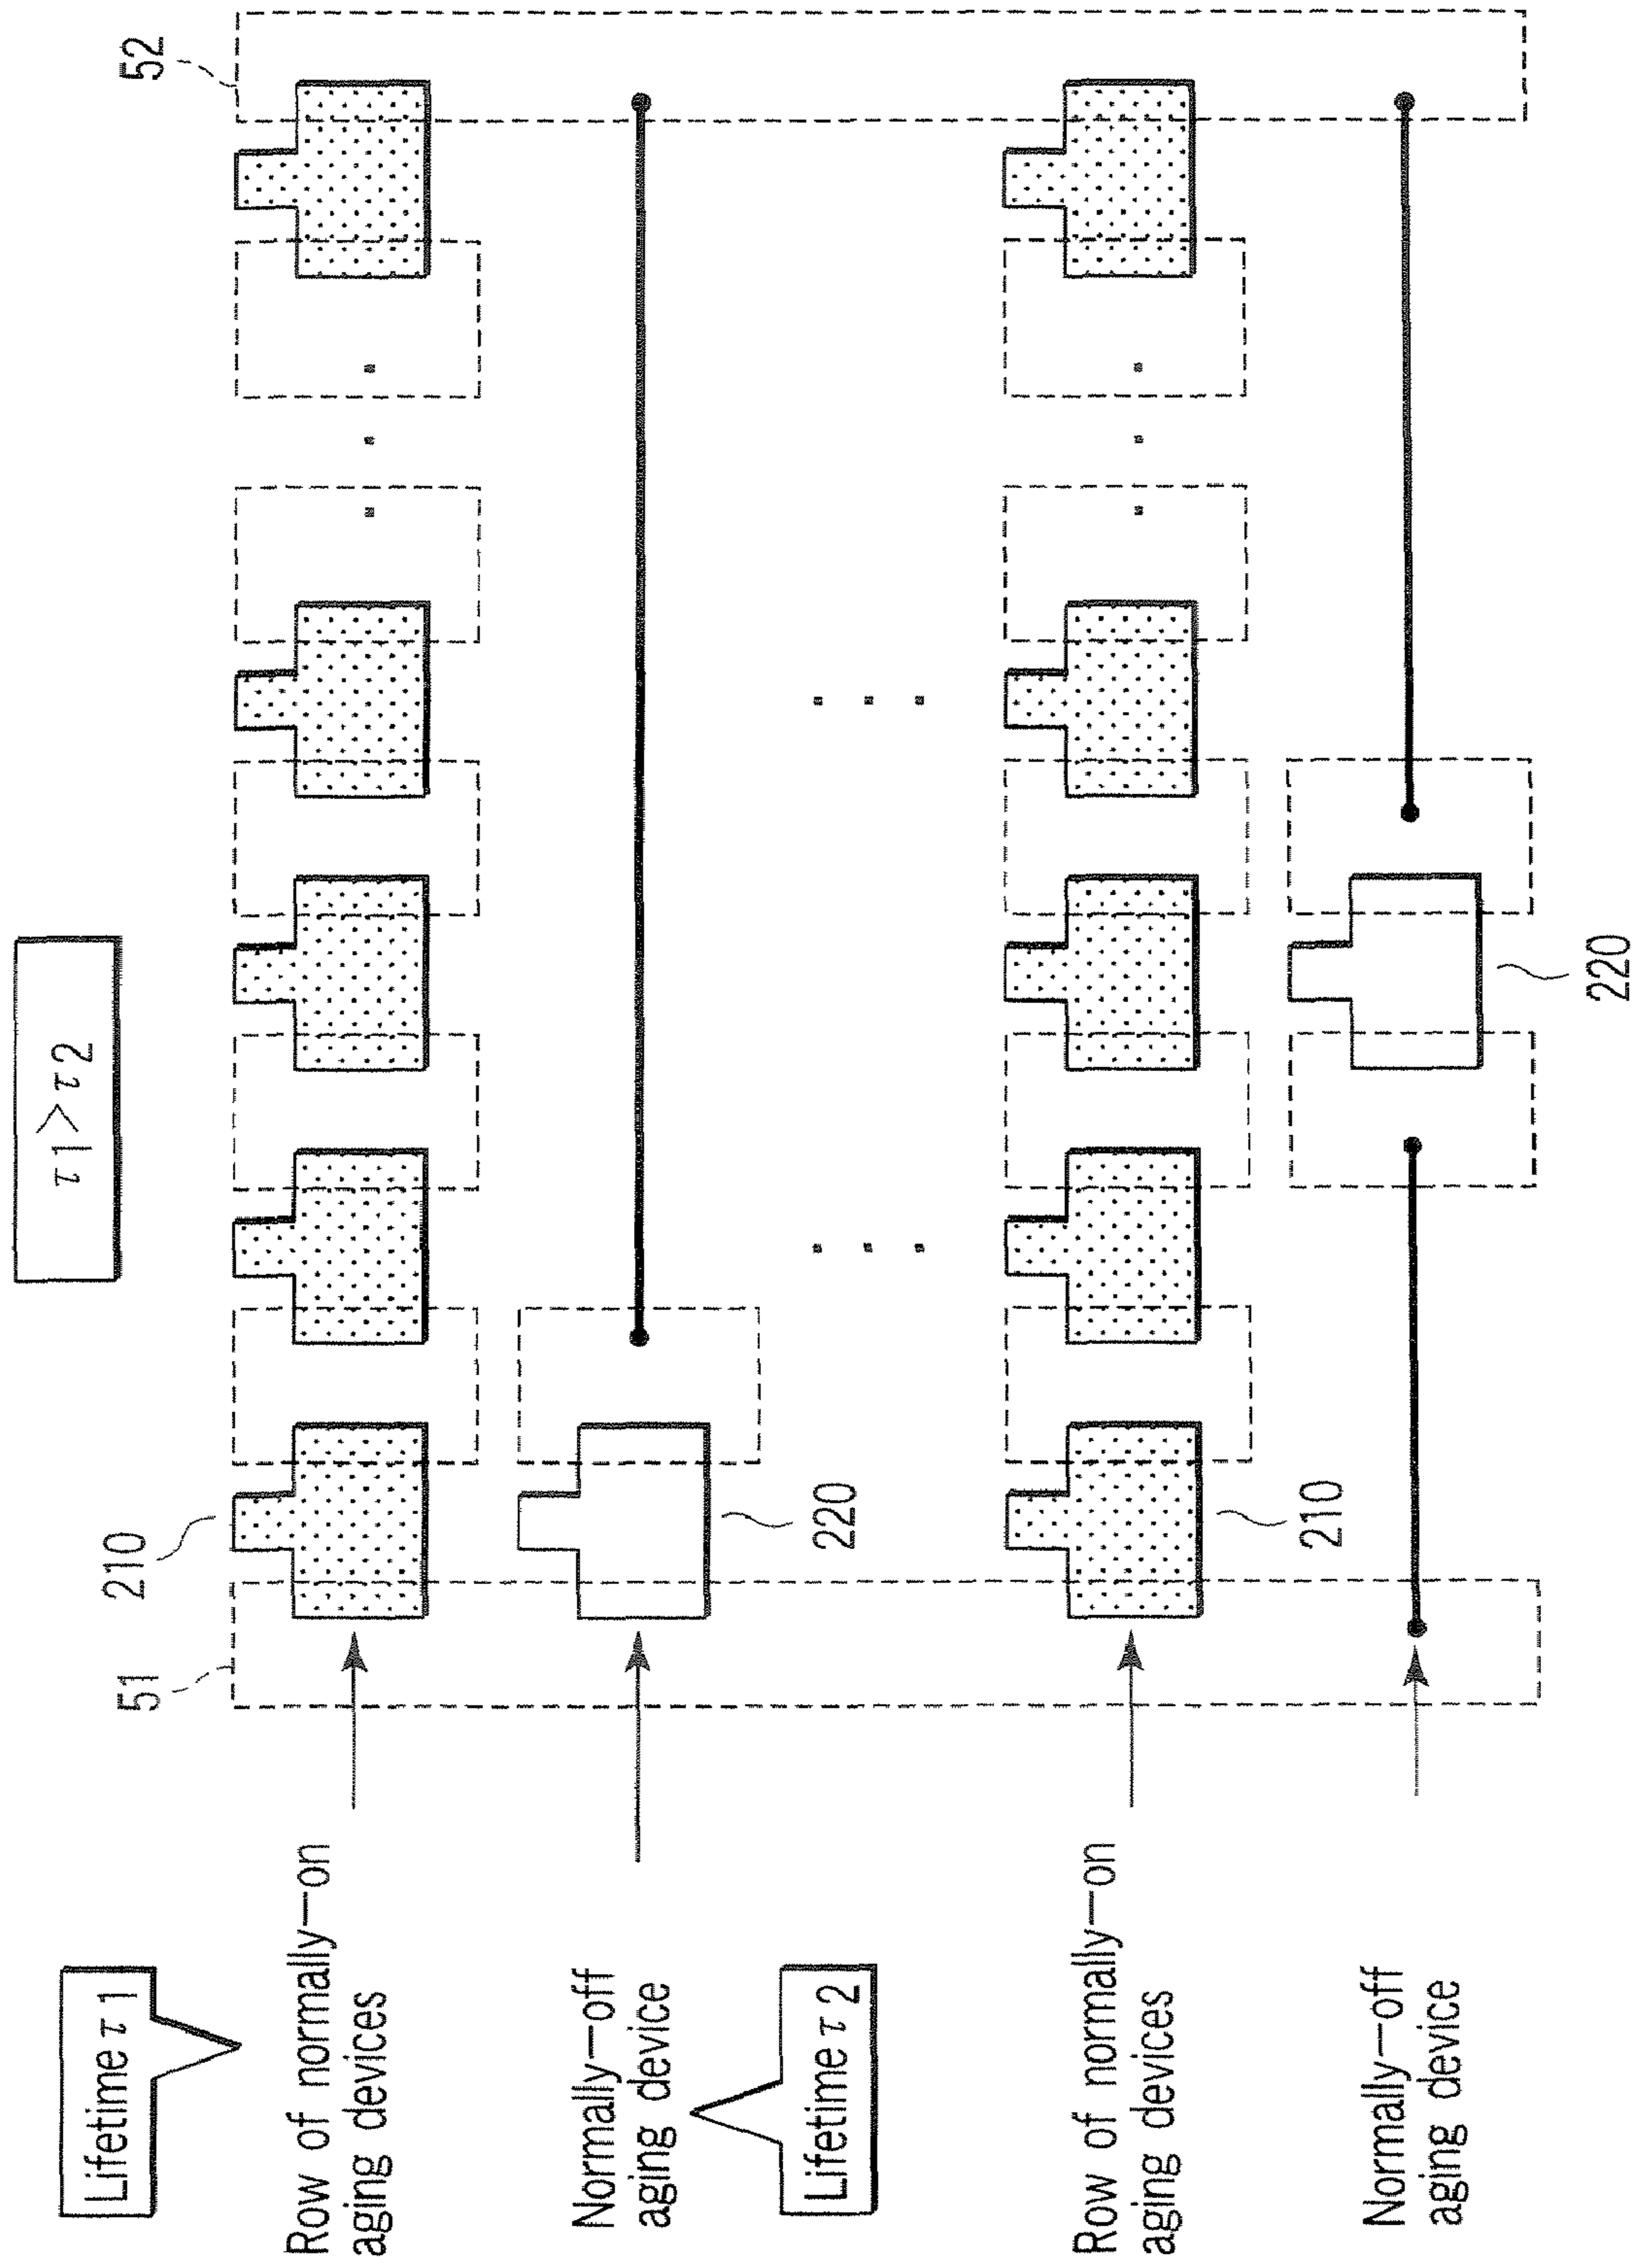 τ1>τ2
Lifetime τ1
210
51
52
Row of normally-on
aging devices
Normally-off
aging device
Lifetime τ2
220
Row of normally-on
aging devices
210
Normally-off
aging device
220